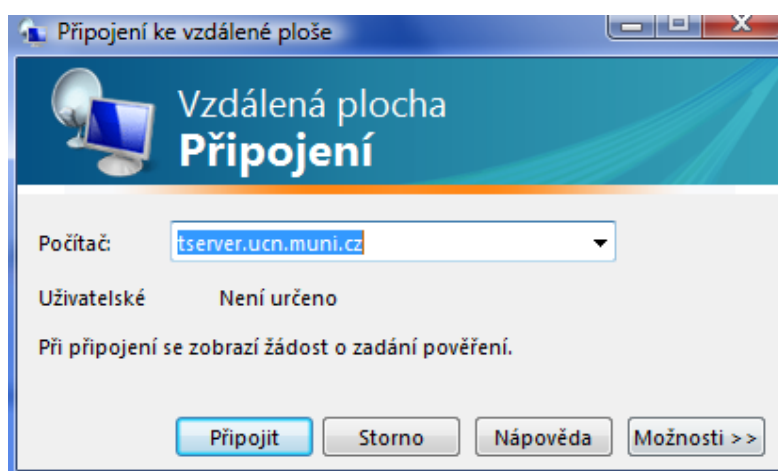 Připojení ke vzdálené ploše
Vzdálená plocha
Připojení
Počítač: tserver.ucn.muni.cz
Uživatelské Není určeno
Při připojení se zobrazí žádost o zadání pověření.
Připojit Storno Nápověda Možnosti >>